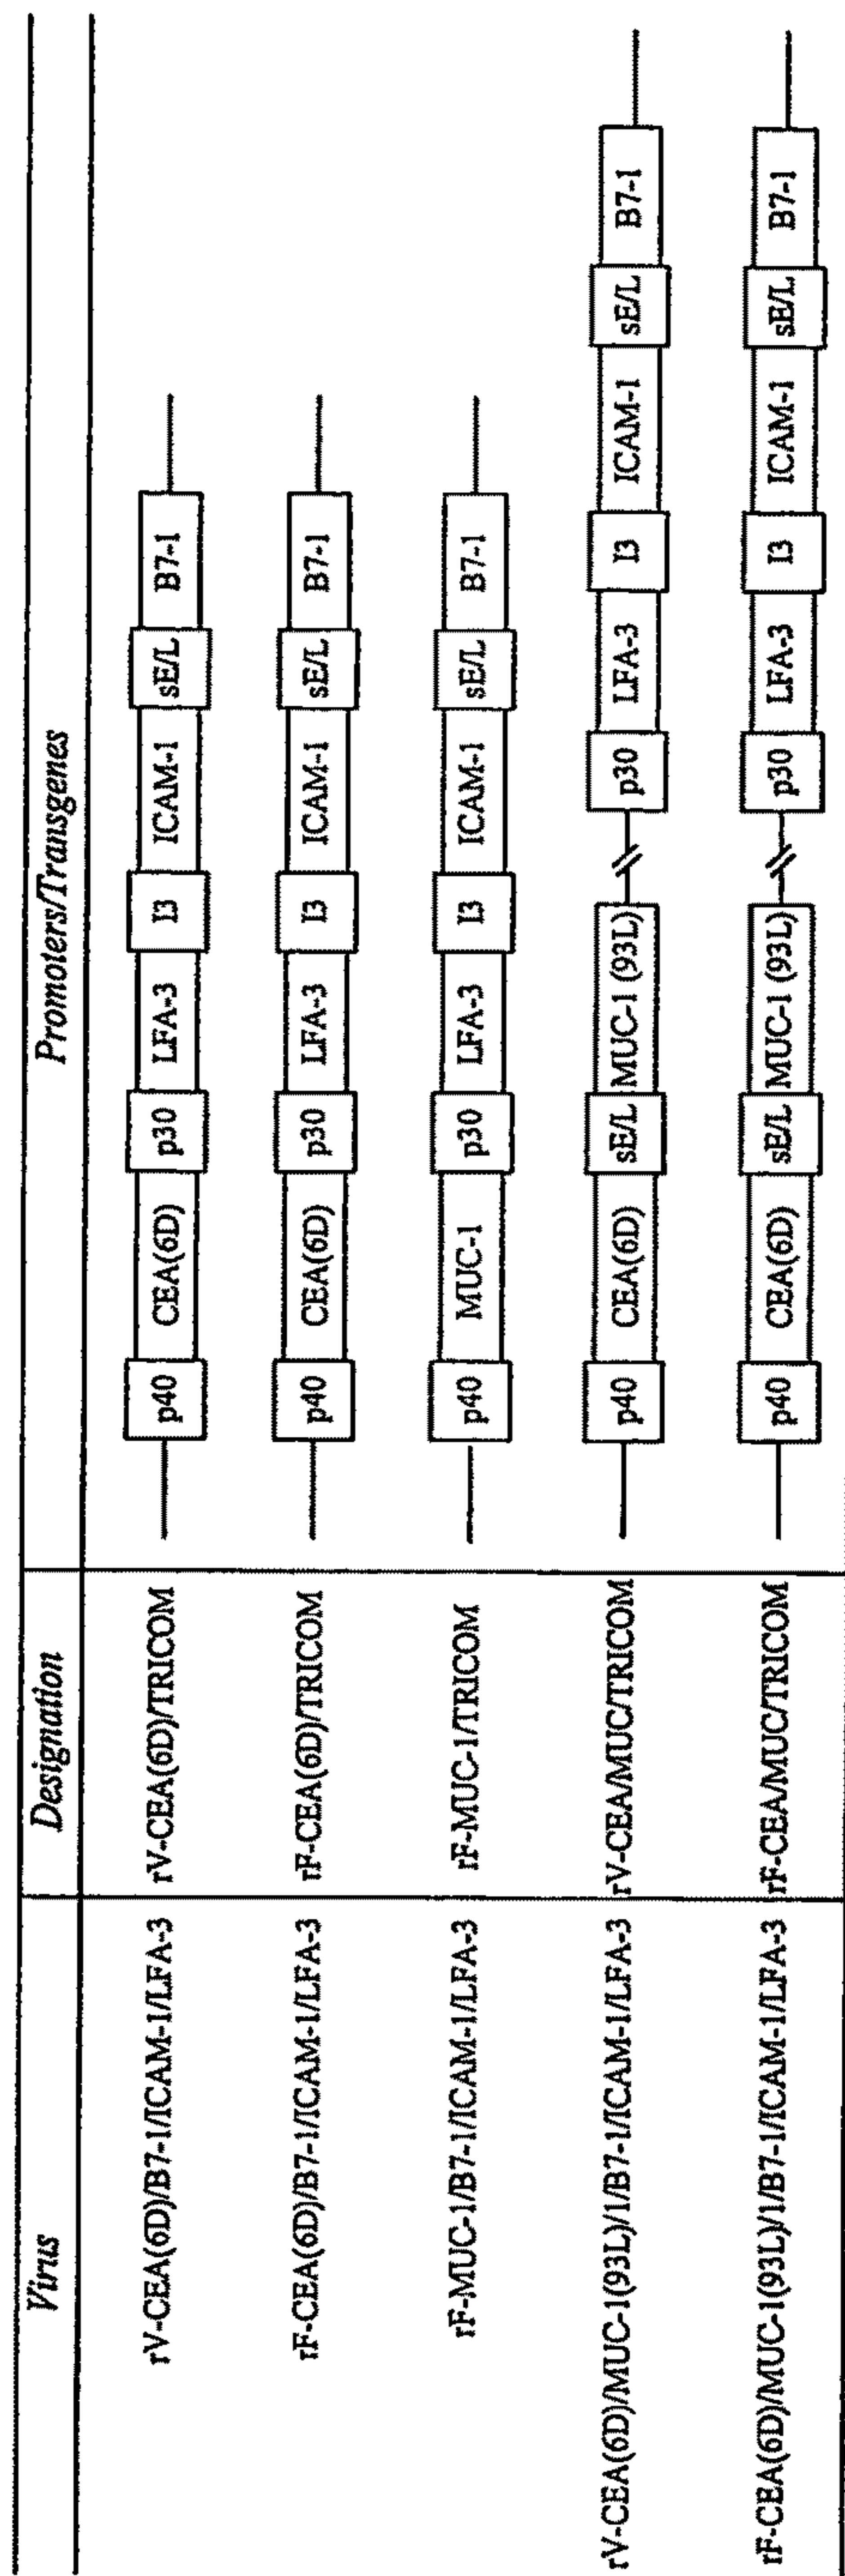 Virus Designation Promoters/Transgenes
rV-CEA(6D)/B7-1/ICAM-1/LFA-3 rV-CEA(6D)/TRICOM p40 CEA(6D) p30 LFA-3 I3 ICAM-1 sE/L B7-1
rF-CEA(6D)/B7-1/ICAM-1/LFA-3 rF-CEA(6D)/TRICOM p40 CEA(6D) p30 LFA-3 I3 ICAM-1 sE/L B7-1
rF-MUC-1/B7-1/ICAM-1/LFA-3 rF-MUC-1/TRICOM p40 MUC-1 p30 LFA-3 I3 ICAM-1 sE/L B7-1
rV-CEA(6D)/MUC-1(93L)/1/B7-1/ICAM-1/LFA-3 rV-CEA/MUC/TRICOM p40 CEA(6D) sE/L MUC-1 (93L) p30 LFA-3 I3 ICAM-1 sE/L B7-1
rF-CEA(6D)/MUC-1(93L)/1/B7-1/ICAM-1/LFA-3 rF-CEA/MUC/TRICOM p40 CEA(6D) sE/L MUC-1 (93L) p30 LFA-3 I3 ICAM-1 sE/L B7-1